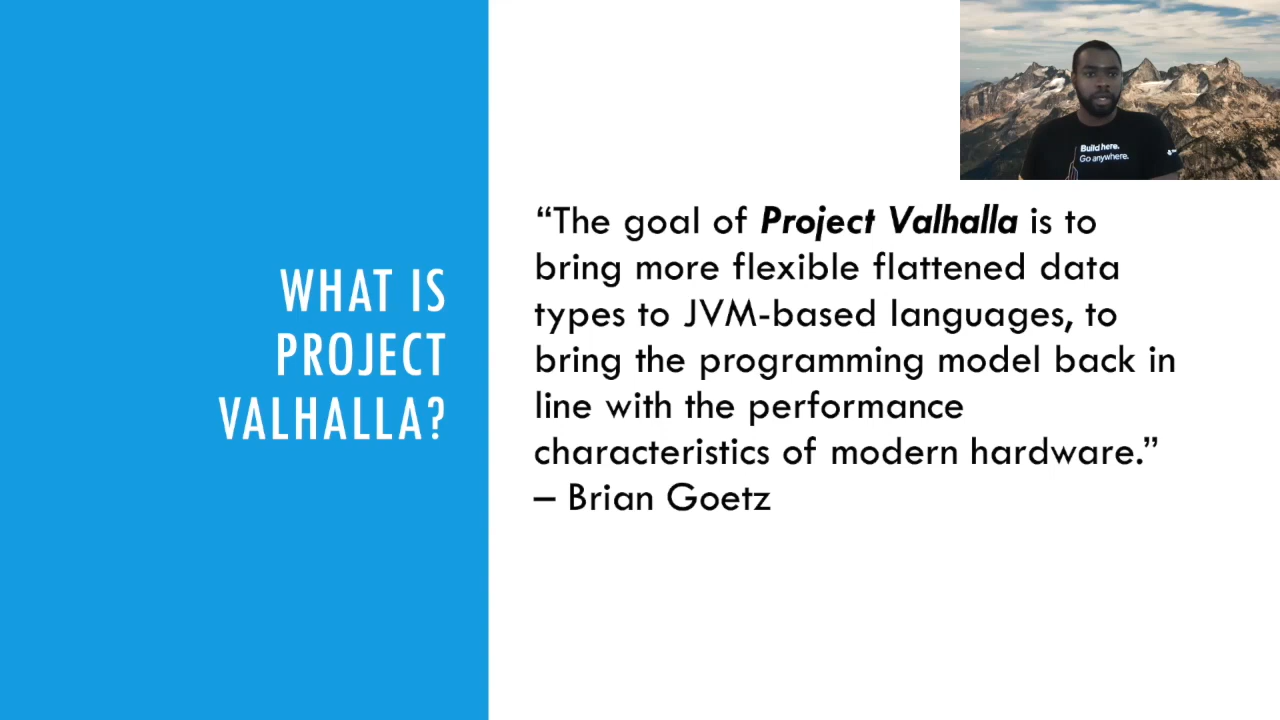 Build here.
Go anywhere.
WHAT IS
PROJECT
VALHALLA?
“The goal of Project Valhalla is to
bring more flexible flattened data
types to JVM-based languages, to
bring the programming model back in
line with the performance
characteristics of modern hardware.”
– Brian Goetz